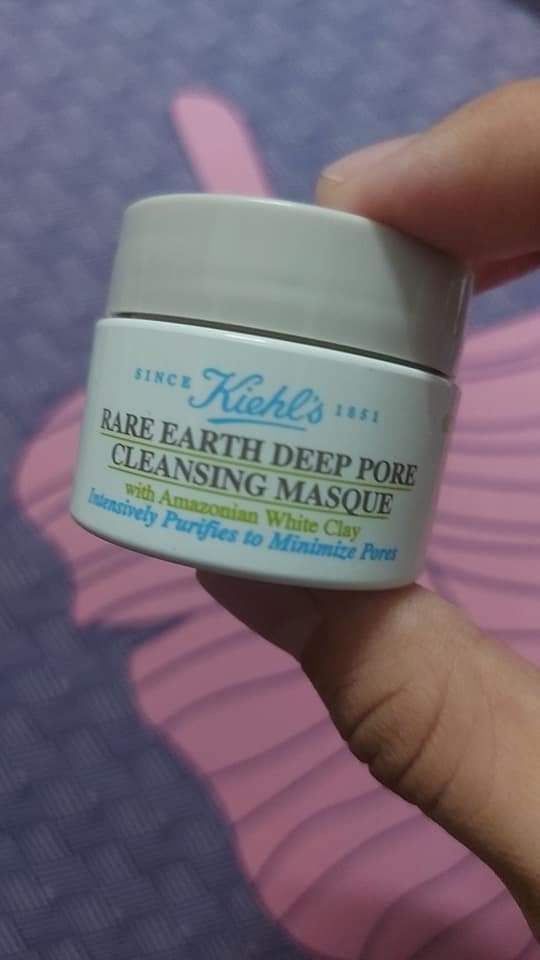 SINCE Kiehl's 1851
RARE EARTH DEEP PORE
CLEANSING MASQUE
with Amazonian White Clay
Intensively Purifies to Minimize Pores